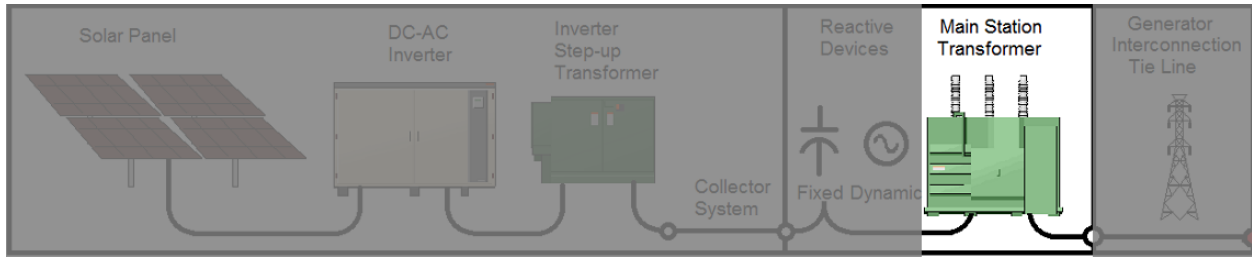 Solar Panel
DC-AC
Inverter
Inverter
Step-up
Transformer
Collector
System
Reactive
Devices
Fixed Dynamic
Main Station
Transformer
Generator
Interconnection
Tie Line